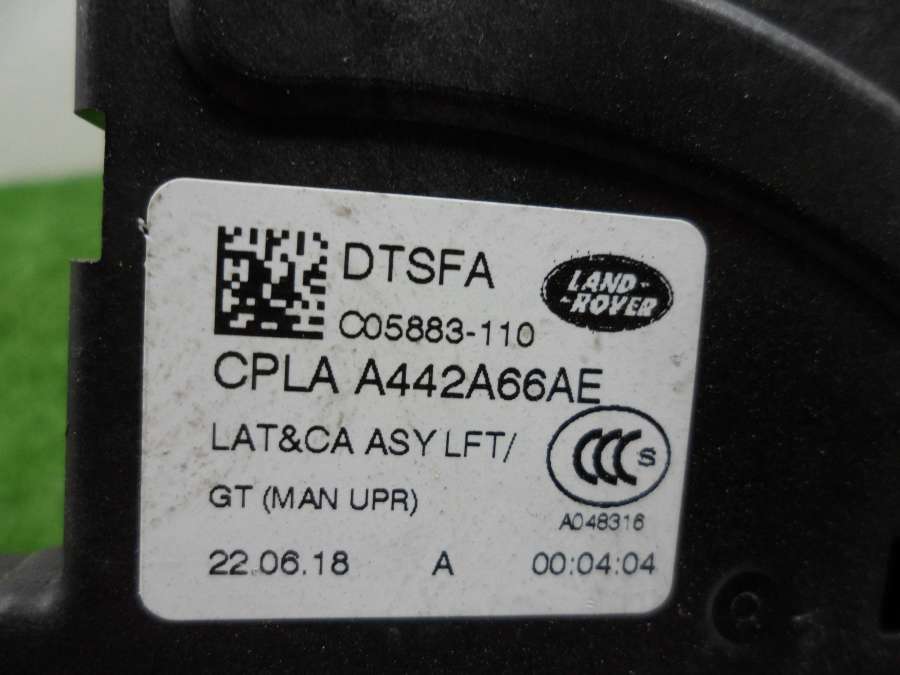 DTSFA
LAND-
-ROVER
C05883-110
CPLA A442A66AE
LAT&CA ASY LFT/
CCC S
GT (MAN UPR)
A048316
22.06.18 A 00:04:04